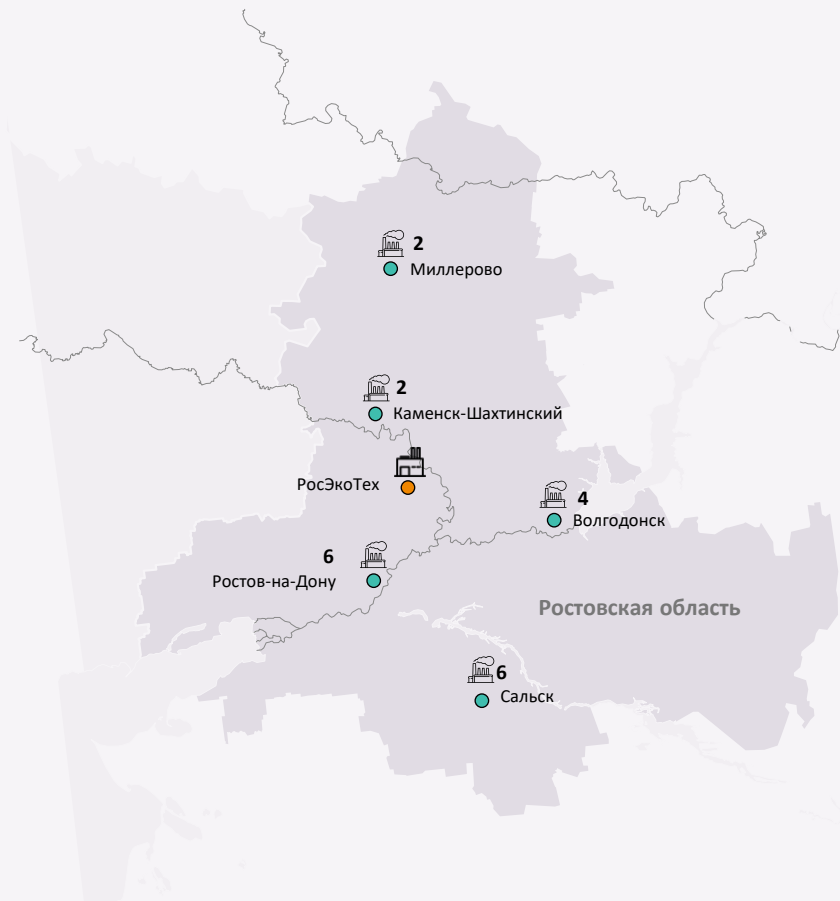 2
Миллерово
2
Каменск-Шахтинский
РосЭкоТех
4
Волгодонск
6
Ростов-на-Дону
Ростовская область
6
Сальск